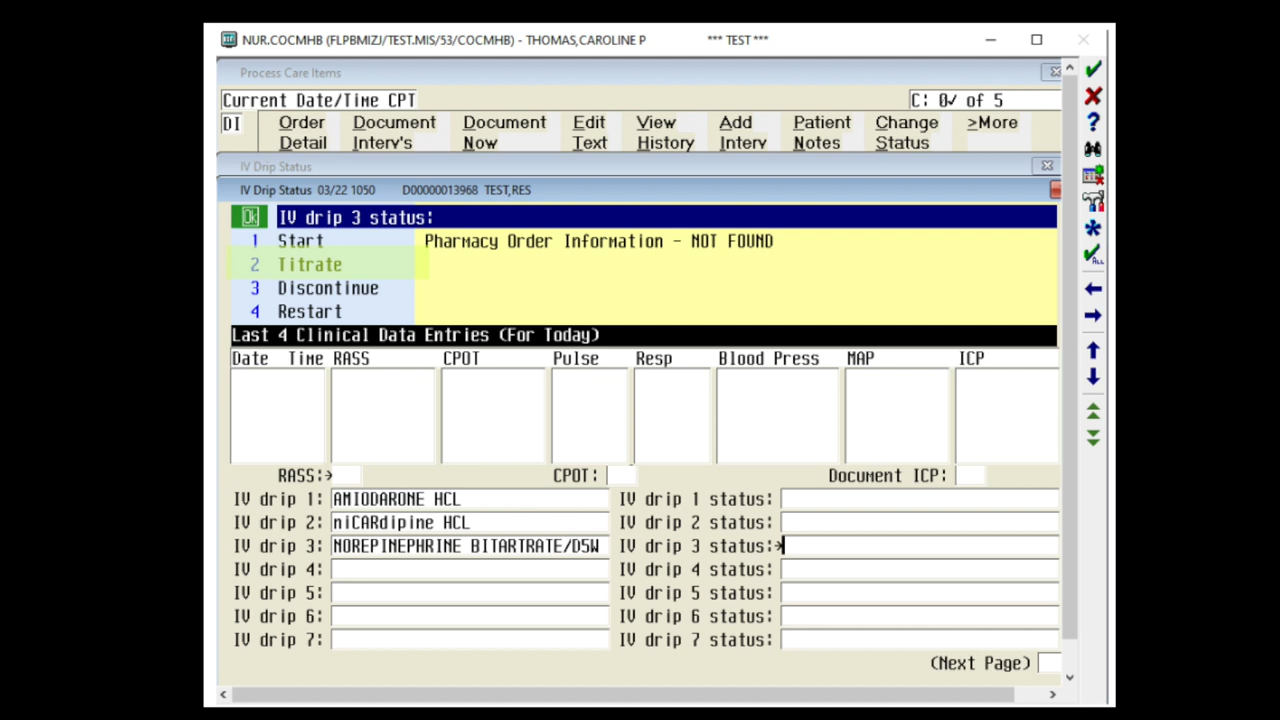 NUR.COCMHB (FLPBMIZJ/TEST.MIS/53/COCMHB) - THOMAS,CAROLINE P *** TEST ***
Process Care Items
Current Date/Time CPT C: 0✓ of 5
DI Order Document Document Edit View Add Patient Change >More
Detail Interv's Now Text History Interv Notes Status
IV Drip Status
IV Drip Status 03/22 1050 D00000013968 TEST,RES
Ok IV drip 3 status:
1 Start Pharmacy Order Information - NOT FOUND
2 Titrate
3 Discontinue
4 Restart
Last 4 Clinical Data Entries (For Today)
Date Time RASS CPOT Pulse Resp Blood Press MAP ICP
RASS: CPOT: Document ICP:
IV drip 1: AMIODARONE HCL IV drip 1 status:
IV drip 2: niCARdipine HCL IV drip 2 status:
IV drip 3: NOREPINEPHRINE BITARTRATE/D5W IV drip 3 status:
IV drip 4: IV drip 4 status:
IV drip 5: IV drip 5 status:
IV drip 6: IV drip 6 status:
IV drip 7: IV drip 7 status:
(Next Page)
ALL